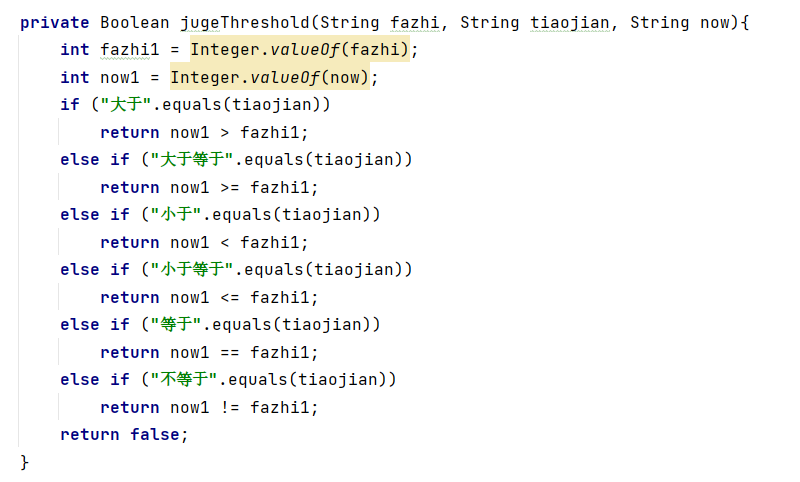 private Boolean jugeThreshold(String fazhi, String tiaojian, String now){
    int fazhi1 = Integer.valueOf(fazhi);
    int now1 = Integer.valueOf(now);
    if ("大于".equals(tiaojian))
        return now1 > fazhi1;
    else if ("大于等于".equals(tiaojian))
        return now1 >= fazhi1;
    else if ("小于".equals(tiaojian))
        return now1 < fazhi1;
    else if ("小于等于".equals(tiaojian))
        return now1 <= fazhi1;
    else if ("等于".equals(tiaojian))
        return now1 == fazhi1;
    else if ("不等于".equals(tiaojian))
        return now1 != fazhi1;
    return false;
}